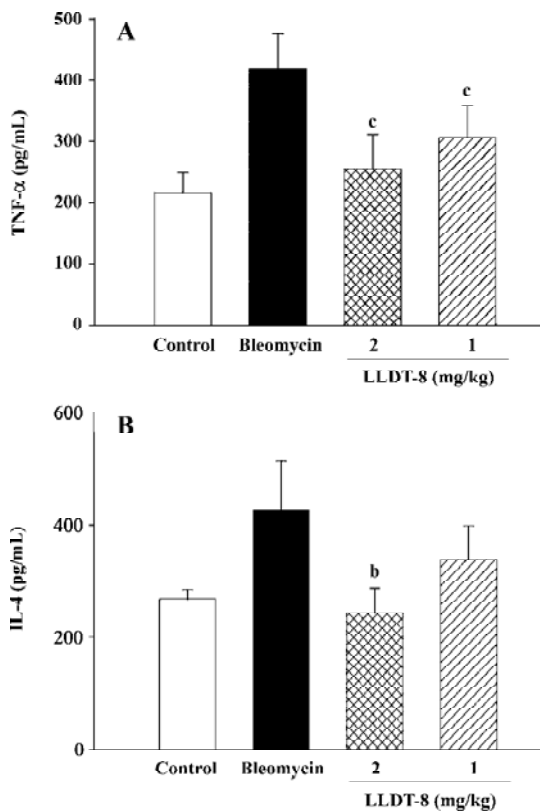 A
TNF-α (pg/mL)
500
400
300
200
100
0
c
c
Control Bleomycin 2 1
LLDT-8 (mg/kg)
B
IL-4 (pg/mL)
600
400
200
0
b
Control Bleomycin 2 1
LLDT-8 (mg/kg)